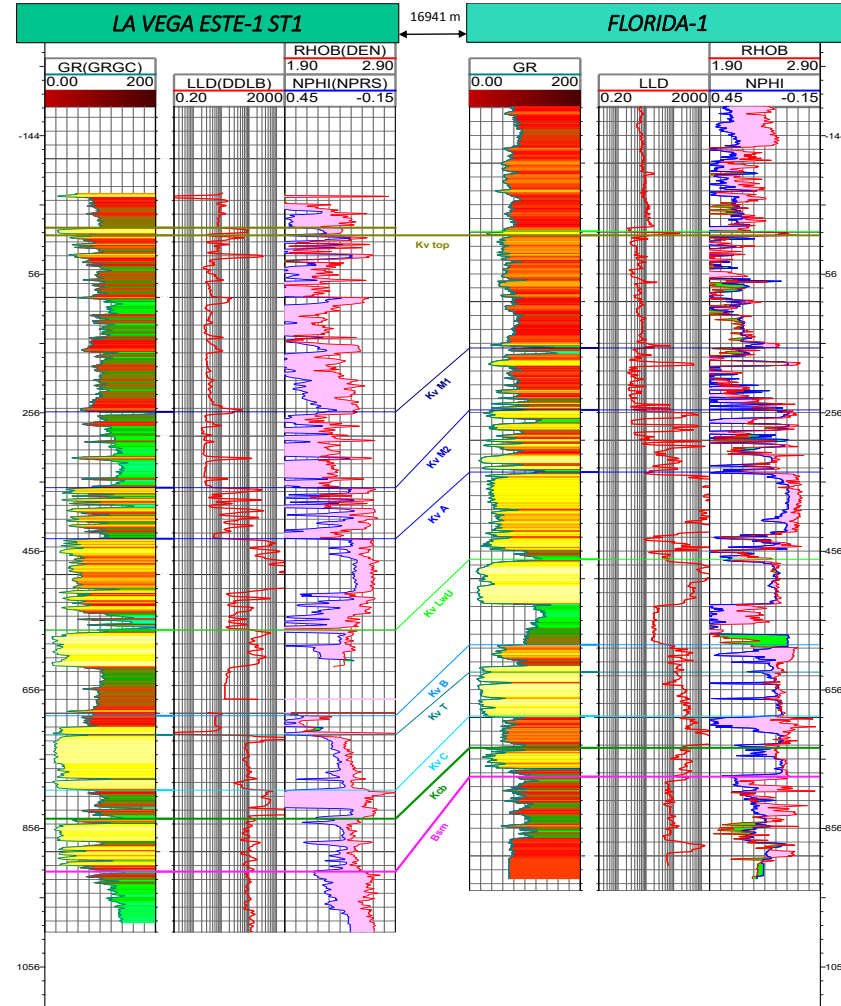 LA VEGA ESTE-1 ST1
16941 m
FLORIDA-1
RHOB(DEN)
GR(GRGC)
1.90 2.90
0.00 200
LLD(DDLB)
NPHI(NPRS)
0.20 2000
0.45 -0.15
RHOB
GR
1.90 2.90
0.00 200
LLD
NPHI
0.20 2000
0.45 -0.15
-144 -144
Kv top
56 56
Kv M1
256 256
Kv M2
Kv A
456 456
Kv LwU
656 656
Kv B
Kv T
Kv C
Kcb
856 856
Bsm
1056 1056